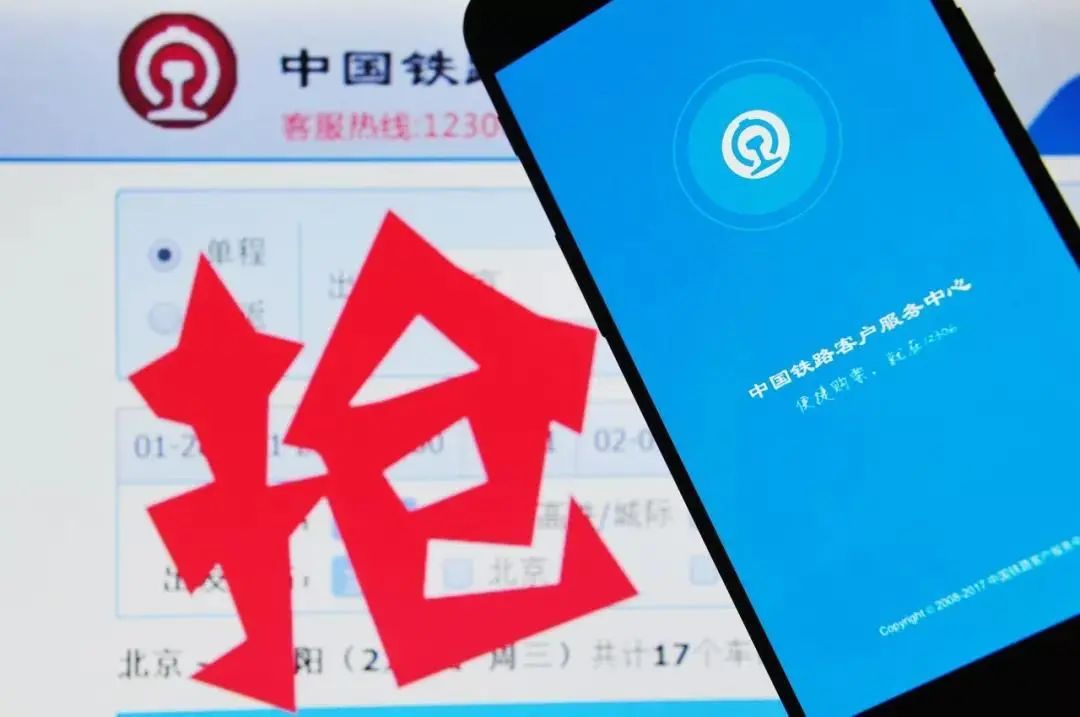 中国铁
客服热线:1230
单程
抢
01-2
02-0
高铁/城际
北京
北京
阳
周三）共计17个车
中国铁路客户服务中心
便捷购票，就在12306
Copyright © 2008-2017 中国铁路客户服务